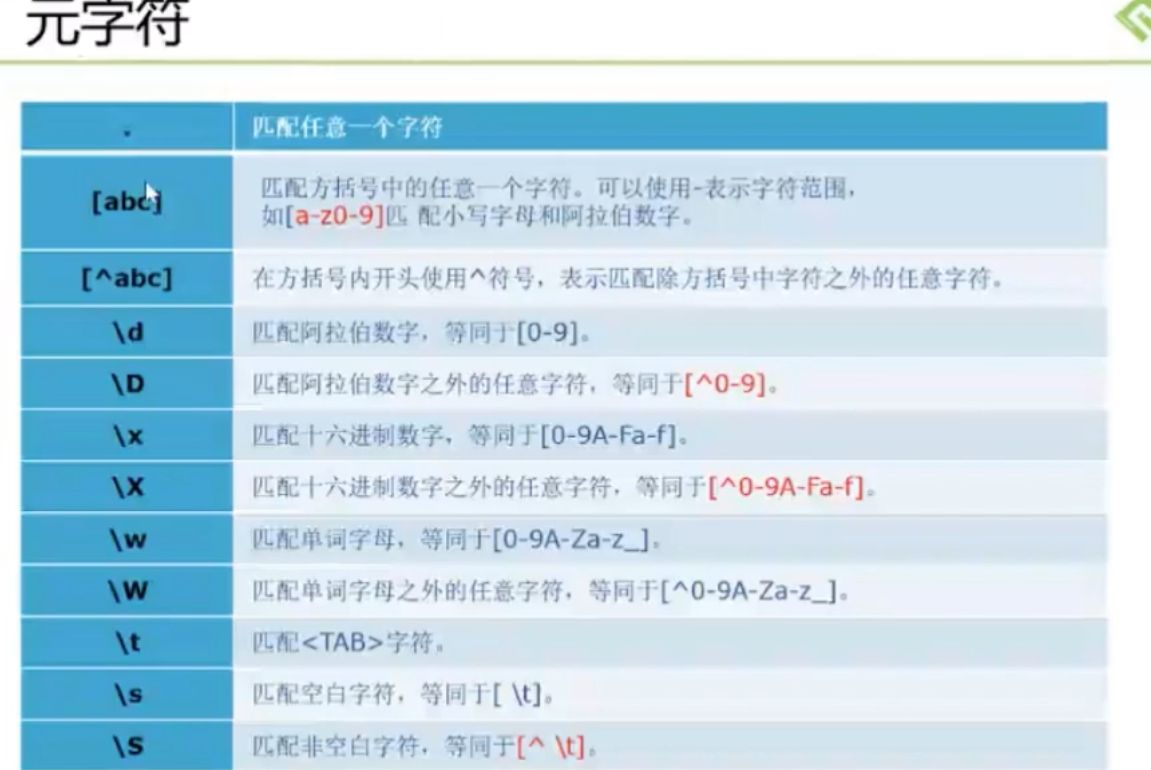 元字符
. 匹配任意一个字符
[abc] 匹配方括号中的任意一个字符。可以使用-表示字符范围,
如[a-z0-9]匹 配小写字母和阿拉伯数字。
[^abc] 在方括号内开头使用^符号，表示匹配除方括号中字符之外的任意字符。
\d 匹配阿拉伯数字，等同于[0-9]。
\D 匹配阿拉伯数字之外的任意字符，等同于[^0-9]。
\x 匹配十六进制数字，等同于[0-9A-Fa-f]。
\X 匹配十六进制数字之外的任意字符，等同于[^0-9A-Fa-f]。
\w 匹配单词字母，等同于[0-9A-Za-z_]。
\W 匹配单词字母之外的任意字符，等同于[^0-9A-Za-z_]。
\t 匹配<TAB>字符。
\s 匹配空白字符，等同于[ \t]。
\S 匹配非空白字符，等同于[^ \t]。